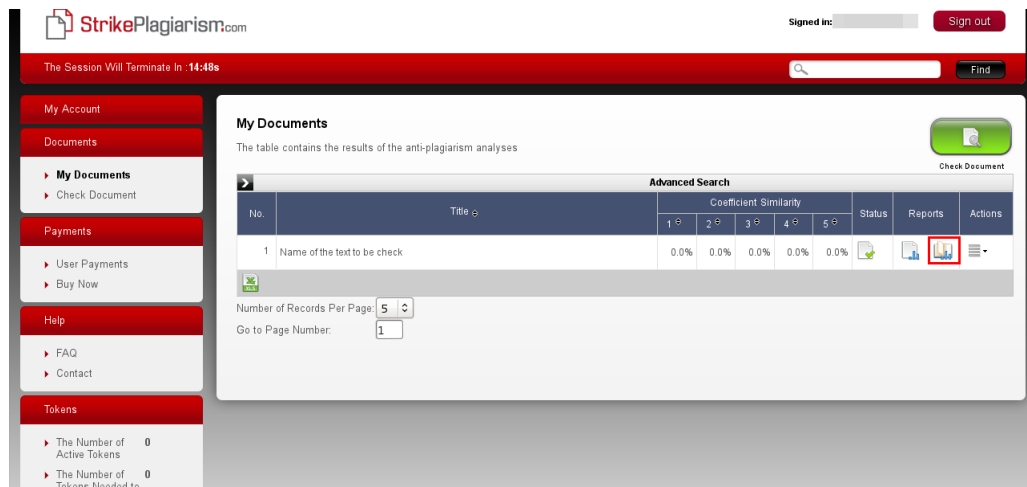 StrikePlagiarism.com
Signed in:
Sign out
The Session Will Terminate In :14:48s
Find
My Account
Documents
My Documents
Check Document
Payments
User Payments
Buy Now
Help
FAQ
Contact
Tokens
The Number of 0
Active Tokens
The Number of 0
Tokens Needed to
My Documents
The table contains the results of the anti-plagiarism analyses
Check Document
Advanced Search
No. Title Coefficient Similarity Status Reports Actions
1 2 3 4 5
1 Name of the text to be check 0.0% 0.0% 0.0% 0.0% 0.0%
XLS
Number of Records Per Page: 5
Go to Page Number: 1